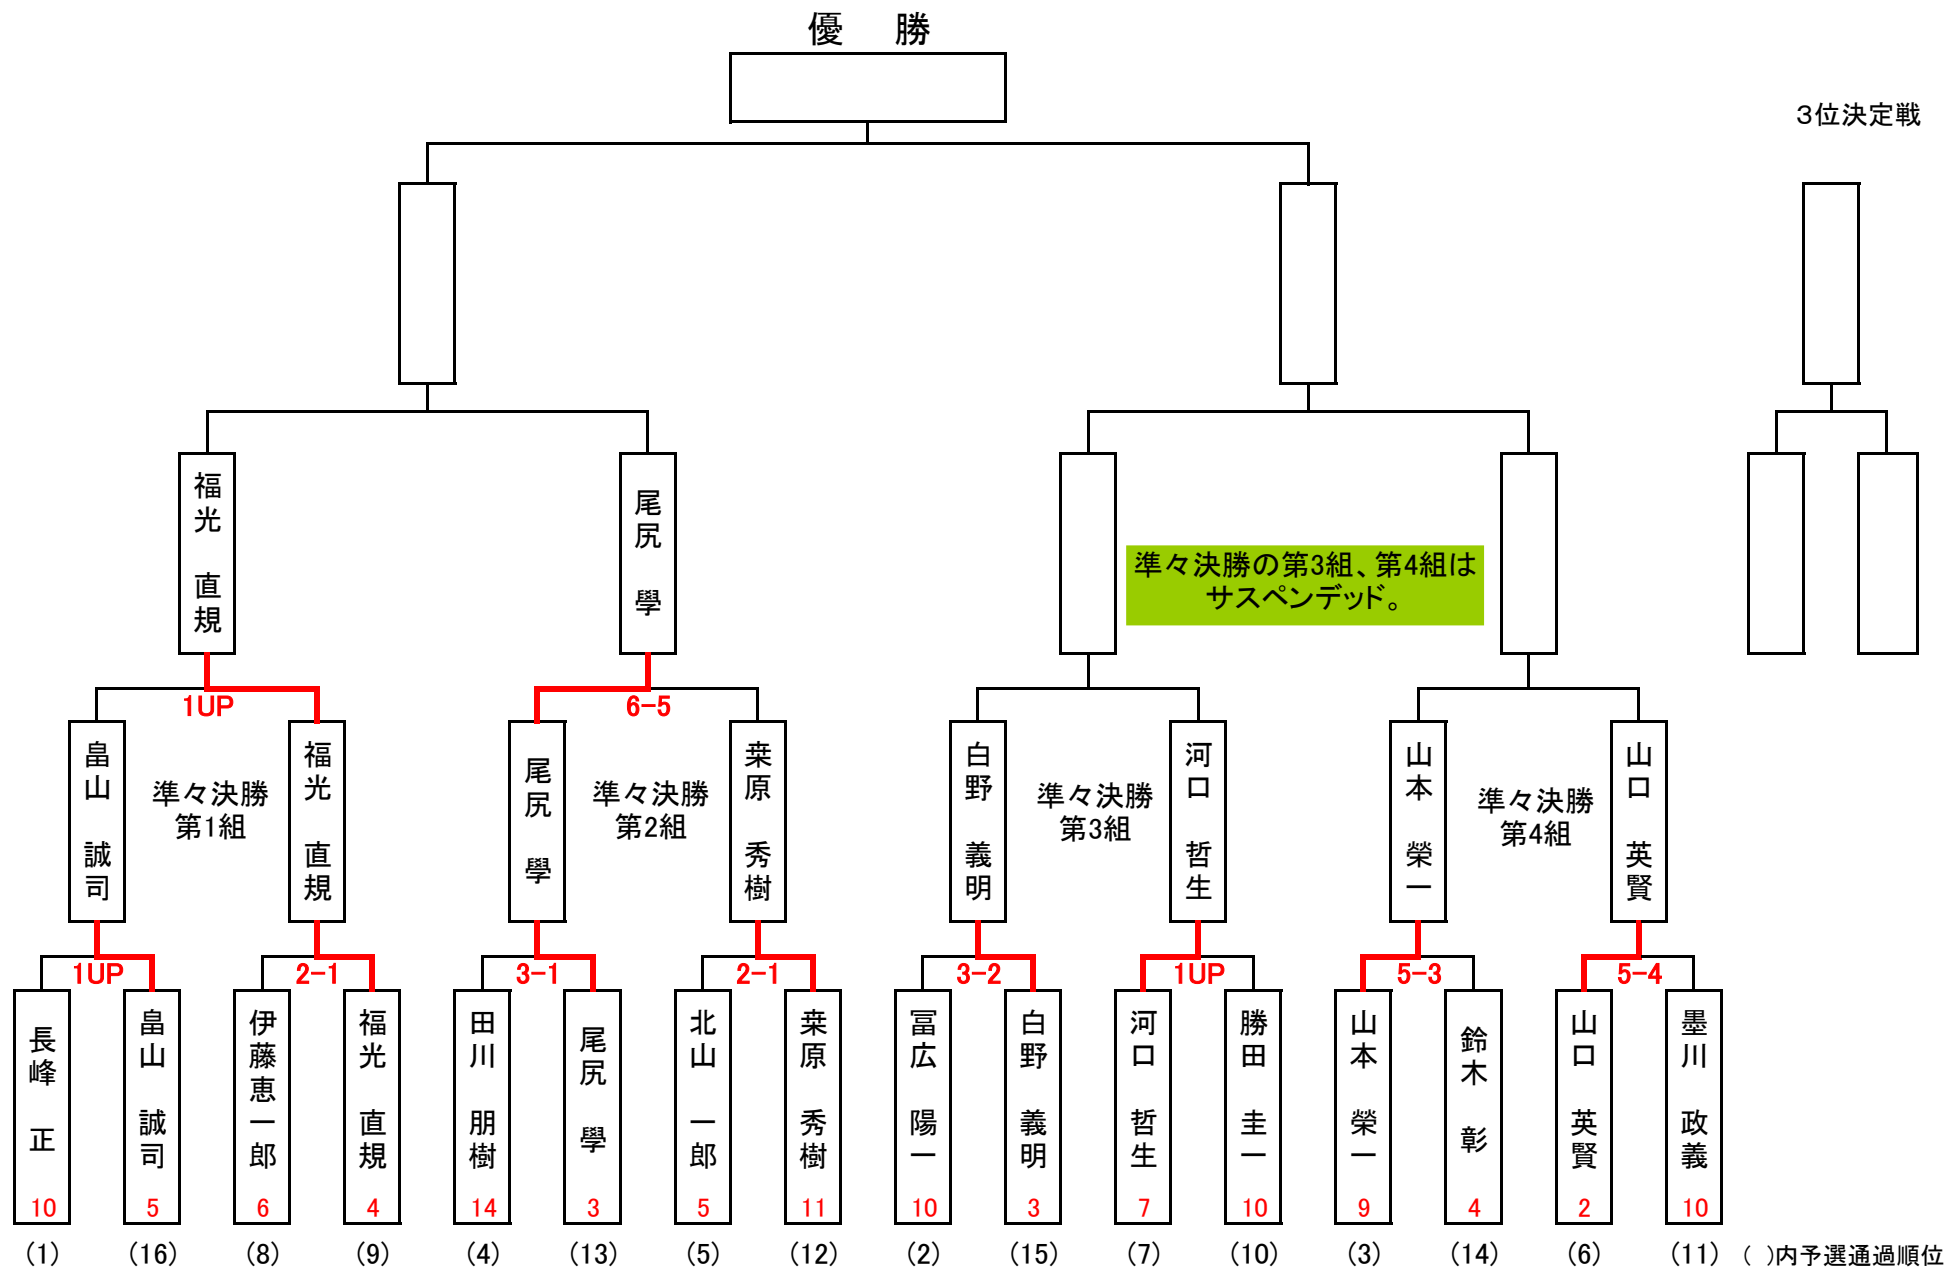 優　勝
３位決定戦
福光　直規
尾尻　學
準々決勝の第3組、第4組は
サスペンデッド。
1UP
6-5
畠山　誠司
準々決勝
第1組
福光　直規
尾尻　學
準々決勝
第2組
桒原　秀樹
白野　義明
準々決勝
第3組
河口　哲生
山本　榮一
準々決勝
第4組
山口　英賢
1UP
2-1
3-1
2-1
3-2
1UP
5-3
5-4
長峰　正
畠山　誠司
伊藤恵一郎
福光　直規
田川　朋樹
尾尻　學
北山　一郎
桒原　秀樹
冨広　陽一
白野　義明
河口　哲生
勝田　圭一
山本　榮一
鈴木　彰
山口　英賢
墨川　政義
10
5
6
4
14
3
5
11
10
3
7
10
9
4
2
10
(1)
(16)
(8)
(9)
(4)
(13)
(5)
(12)
(2)
(15)
(7)
(10)
(3)
(14)
(6)
(11)
(　)内予選通過順位